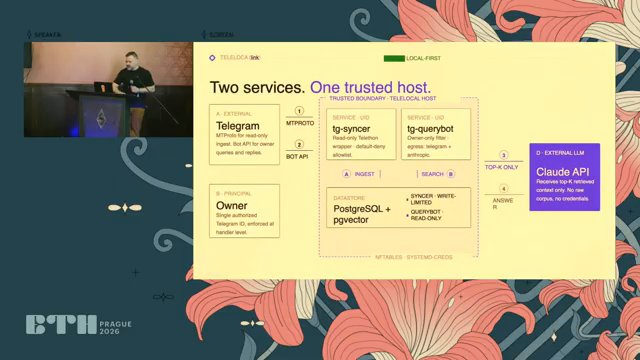 SPEAKER
SCREEN
TELELOCAL link
LOCAL-FIRST
Two services. One trusted host.
TRUSTED BOUNDARY · TELELOCAL HOST
A · EXTERNAL
Telegram
MTProto for read-only
ingest. Bot API for owner
queries and replies.
1
MTPROTO
2
BOT API
SERVICE · UID
tg-syncer
Read-only Telethon
wrapper · default-deny
allowlist.
SERVICE · UID
tg-querybot
Owner-only filter ·
egress: telegram +
anthropic.
A INGEST
SEARCH B
3
TOP-K ONLY
4
ANSWE
R
D · EXTERNAL LLM
Claude API
Receives top-K retrieved
context only. No raw
corpus, no credentials.
B · PRINCIPAL
Owner
Single authorized
Telegram ID, enforced at
handler level.
DATASTORE
PostgreSQL +
pgvector
SYNCER · WRITE-
LIMITED
QUERYBOT ·
READ-ONLY
NFTABLES · SYSTEMD-CREDS
ETH PRAGUE
2026